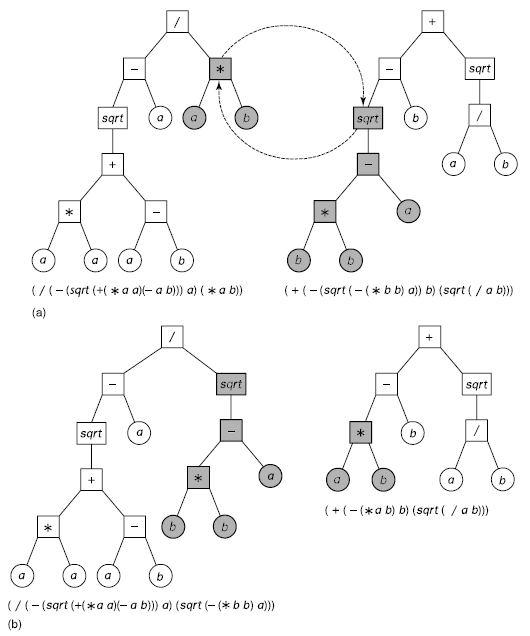 / +
− * − sqrt
sqrt a a b sqrt b /
+ − a b
* − * a
a a a b b b
( / ( − (sqrt (+( * a a)(− a b))) a) ( * a b)) ( + ( − (sqrt ( − ( * b b) a)) b) (sqrt ( / a b)))
(a)
/ +
− sqrt − sqrt
sqrt a − * b /
+ * a a b a b
* − b b
( + ( − ( * a b) b) (sqrt ( / a b)))
a a a b
( / ( − (sqrt (+( * a a)(− a b))) a) (sqrt (−( * b b) a)))
(b)